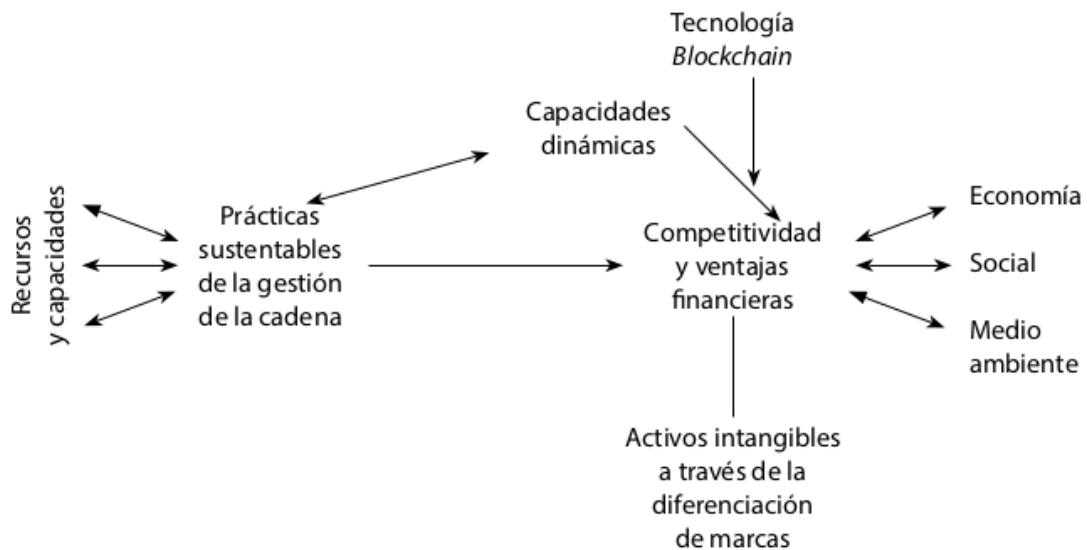 Tecnología
Blockchain
Capacidades
dinámicas
Recursos
y capacidades
Prácticas
sustentables
de la gestión
de la cadena
Competitividad
y ventajas
financieras
Economía
Social
Medio
ambiente
Activos intangibles
a través de la
diferenciación
de marcas